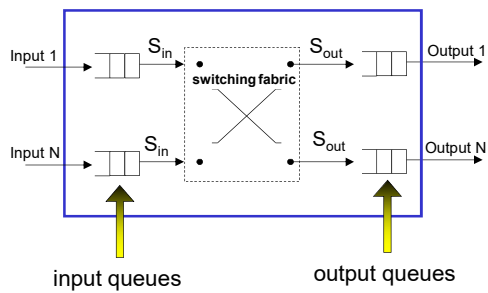 Input 1
S_in
S_out
Output 1
switching fabric
Input N
S_in
S_out
Output N
input queues
output queues